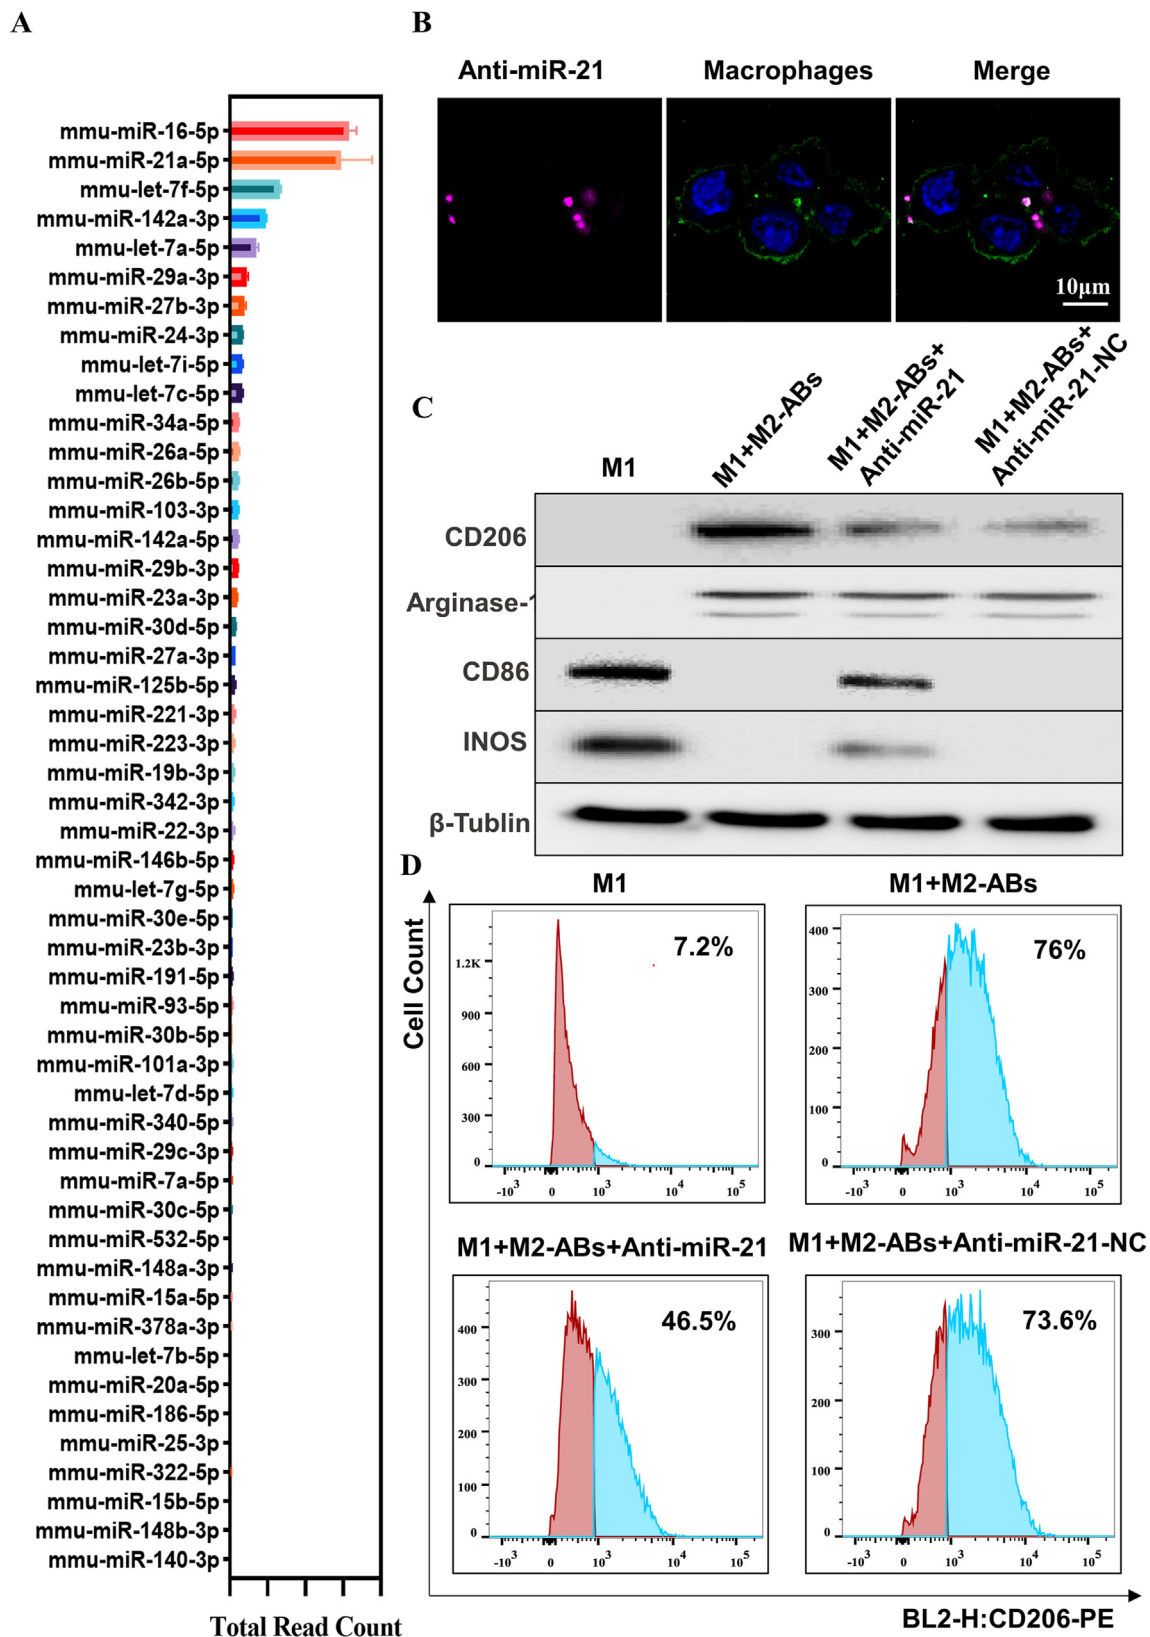 A
mmu-miR-16-5p
mmu-miR-21a-5p
mmu-let-7f-5p
mmu-miR-142a-3p
mmu-let-7a-5p
mmu-miR-29a-3p
mmu-miR-27b-3p
mmu-miR-24-3p
mmu-let-7i-5p
mmu-let-7c-5p
mmu-miR-34a-5p
mmu-miR-26a-5p
mmu-miR-26b-5p
mmu-miR-103-3p
mmu-miR-142a-5p
mmu-miR-29b-3p
mmu-miR-23a-3p
mmu-miR-30d-5p
mmu-miR-27a-3p
mmu-miR-125b-5p
mmu-miR-221-3p
mmu-miR-223-3p
mmu-miR-19b-3p
mmu-miR-342-3p
mmu-miR-22-3p
mmu-miR-146b-5p
mmu-let-7g-5p
mmu-miR-30e-5p
mmu-miR-23b-3p
mmu-miR-191-5p
mmu-miR-93-5p
mmu-miR-30b-5p
mmu-miR-101a-3p
mmu-let-7d-5p
mmu-miR-340-5p
mmu-miR-29c-3p
mmu-miR-7a-5p
mmu-miR-30c-5p
mmu-miR-532-5p
mmu-miR-148a-3p
mmu-miR-15a-5p
mmu-miR-378a-3p
mmu-let-7b-5p
mmu-miR-20a-5p
mmu-miR-186-5p
mmu-miR-25-3p
mmu-miR-322-5p
mmu-miR-15b-5p
mmu-miR-148b-3p
mmu-miR-140-3p
Total Read Count
B
Anti-miR-21 Macrophages Merge
10μm
C
M1
M1+M2-ABs
M1+M2-ABs+
Anti-miR-21
M1+M2-ABs+
Anti-miR-21-NC
CD206
Arginase-1
CD86
INOS
β-Tublin
D
Cell Count
M1
7.2%
1.2K
900
600
300
0
-10³ 0 10³ 10⁴ 10⁵
M1+M2-ABs
76%
400
300
200
100
0
-10³ 0 10³ 10⁴ 10⁵
M1+M2-ABs+Anti-miR-21
46.5%
400
300
200
100
0
-10³ 0 10³ 10⁴ 10⁵
M1+M2-ABs+Anti-miR-21-NC
73.6%
300
200
100
0
-10³ 0 10³ 10⁴ 10⁵
BL2-H:CD206-PE